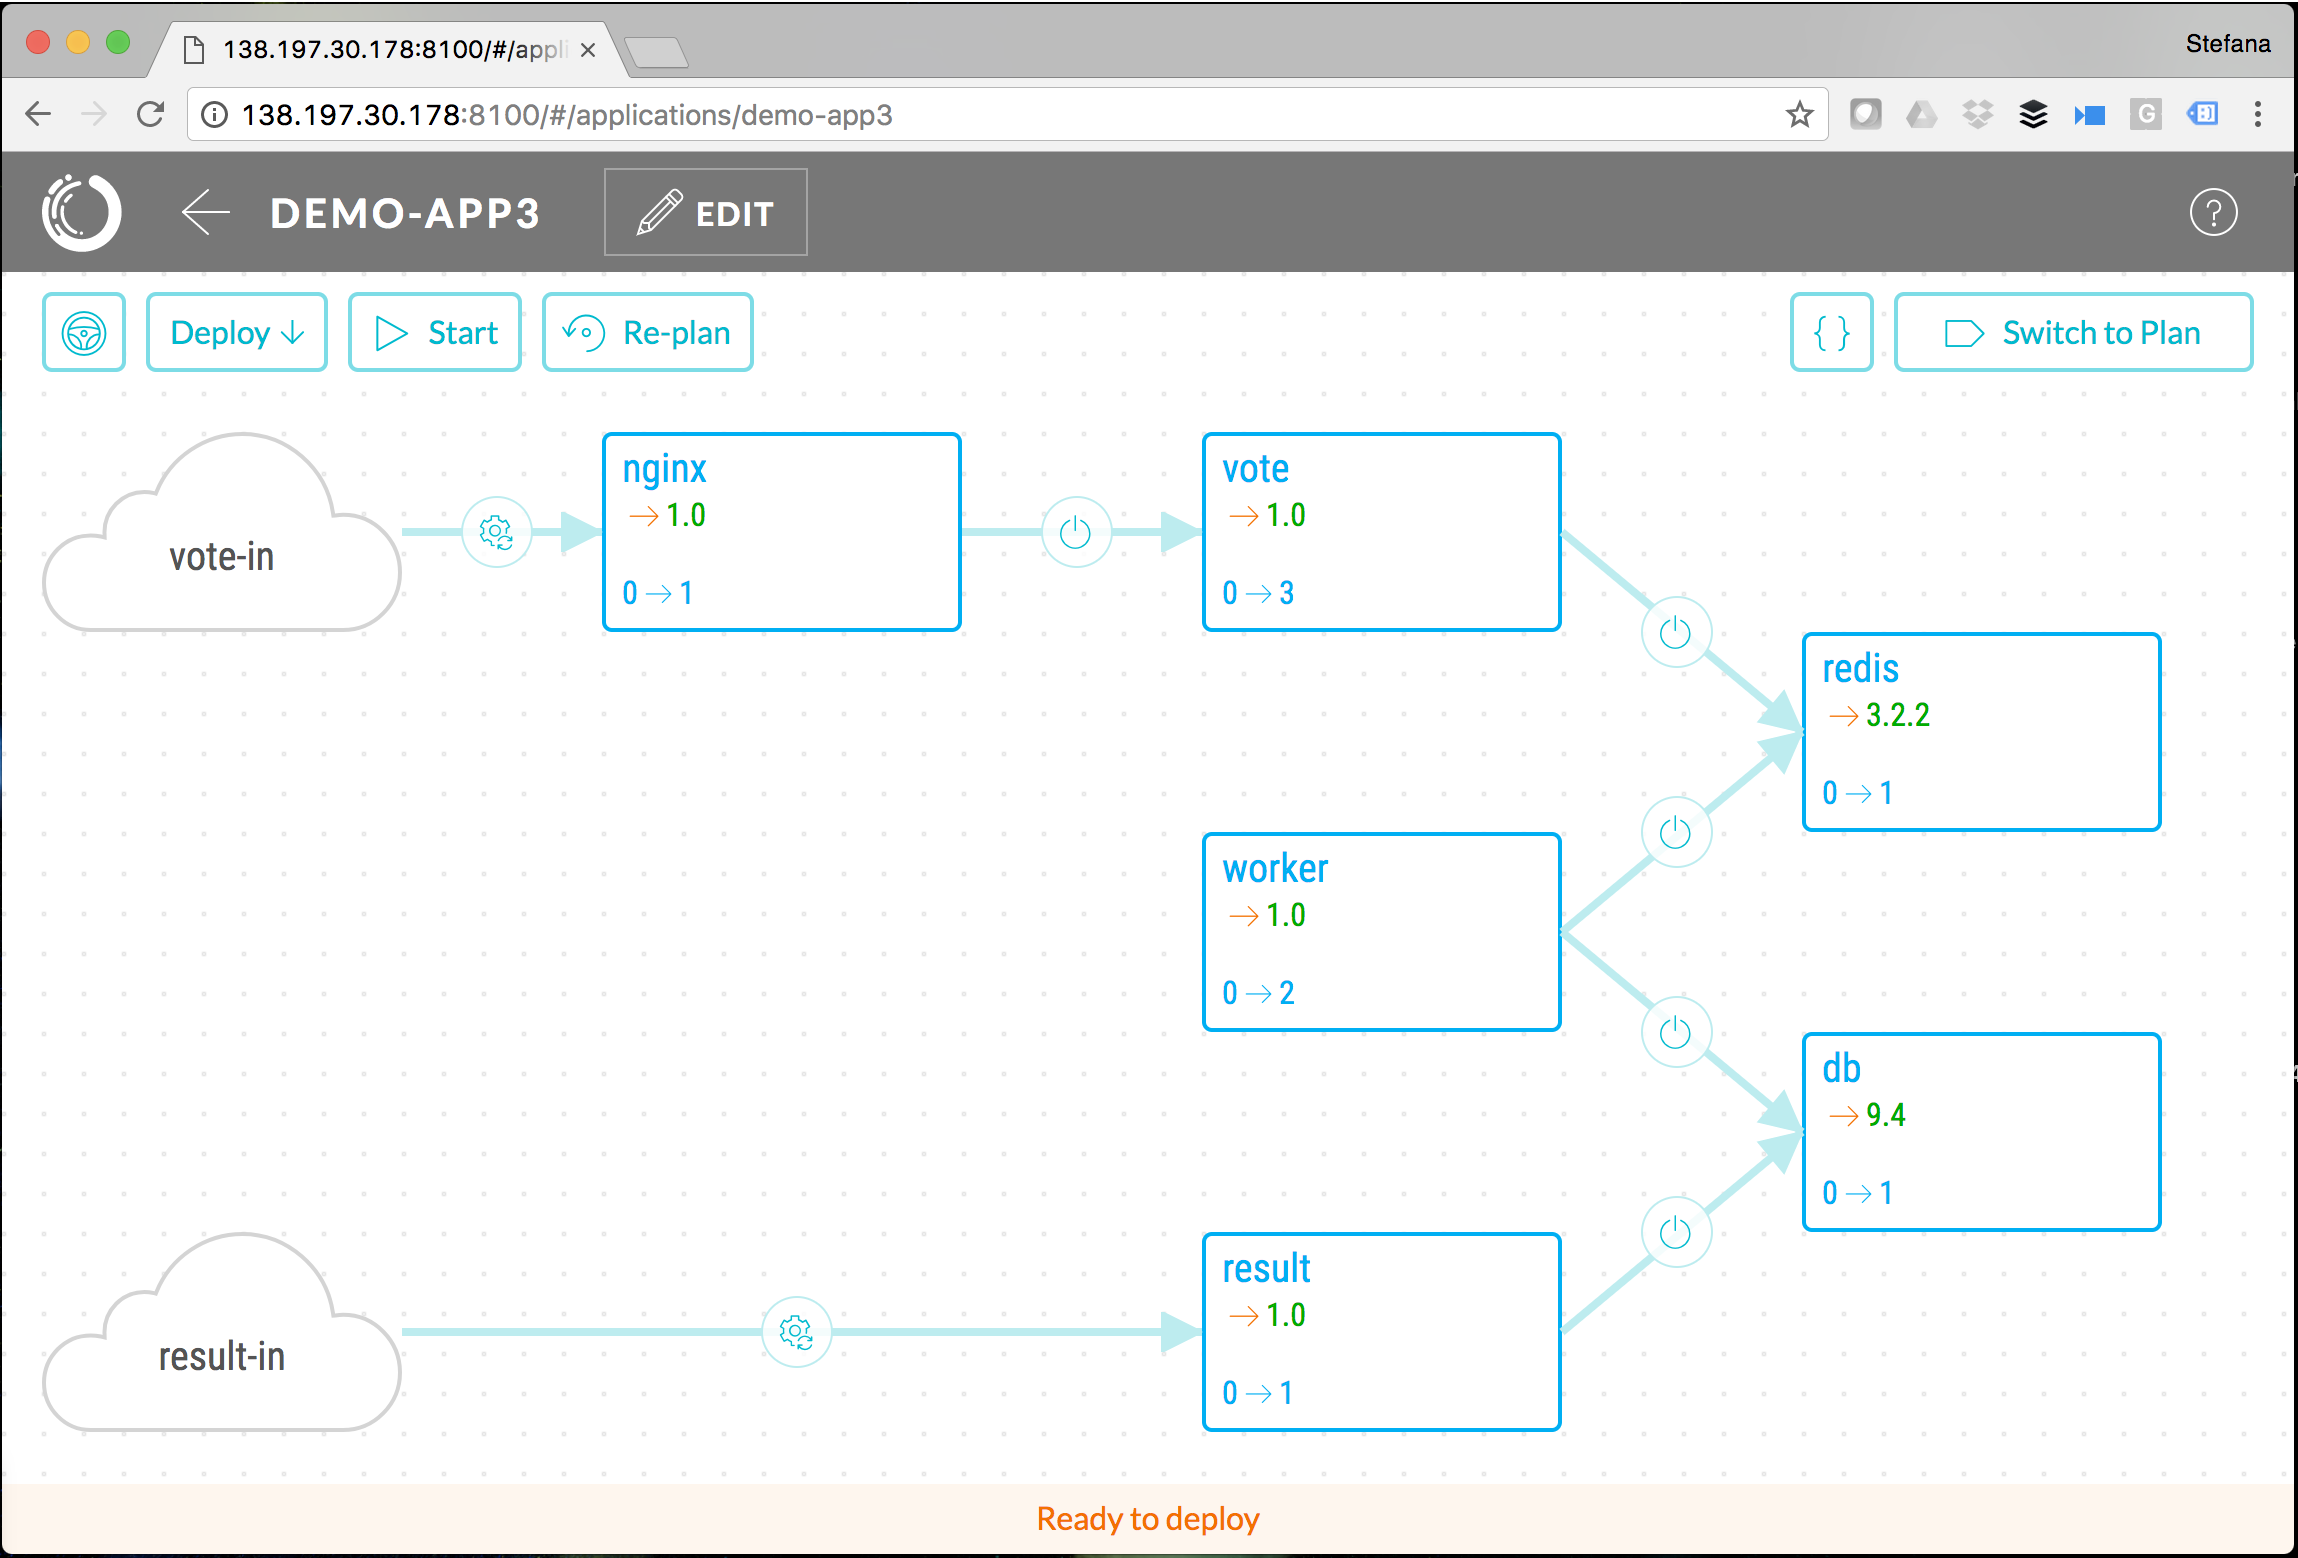 138.197.30.178:8100/#/appli
Stefana
138.197.30.178:8100/#/applications/demo-app3
DEMO-APP3
EDIT
?
Deploy ↓
Start
Re-plan
{ }
Switch to Plan
vote-in
nginx
→ 1.0
0 → 1
vote
→ 1.0
0 → 3
redis
→ 3.2.2
0 → 1
worker
→ 1.0
0 → 2
db
→ 9.4
0 → 1
result-in
result
→ 1.0
0 → 1
Ready to deploy